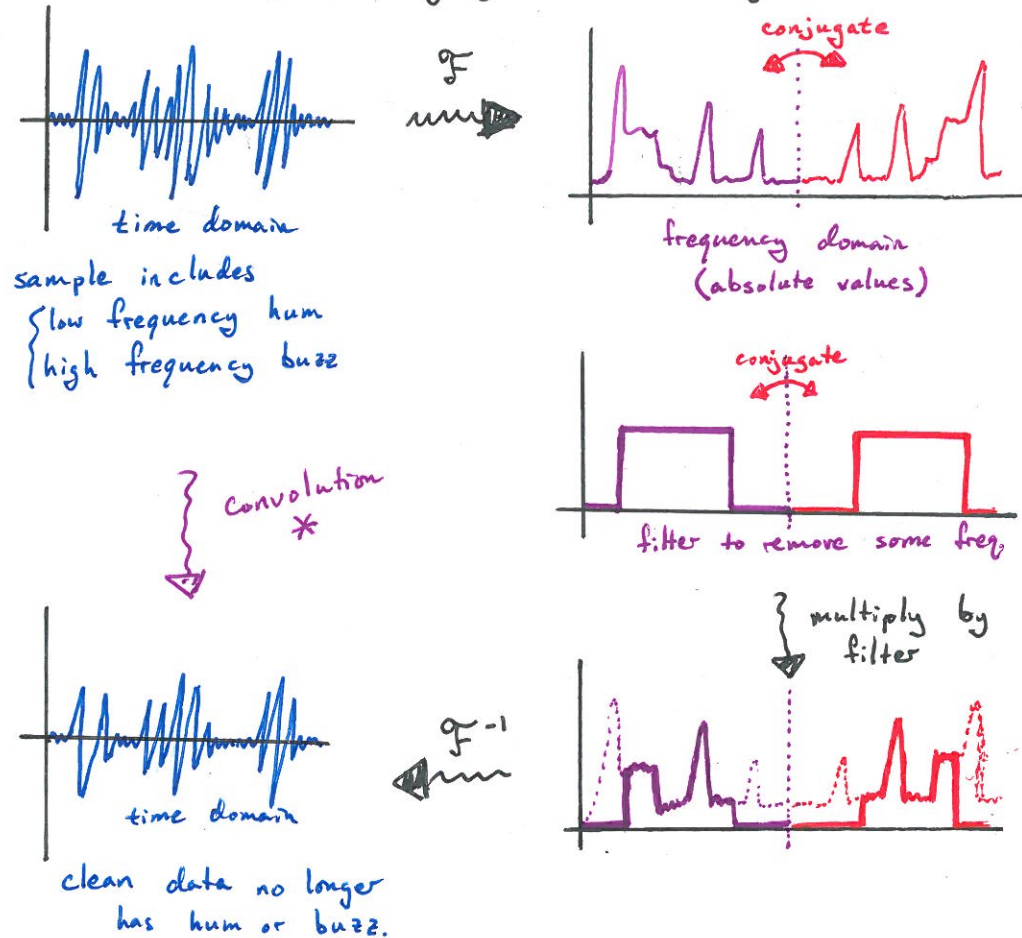 F
conjugate
time domain
frequency domain
(absolute values)
sample includes
{ low frequency hum
{ high frequency buzz
conjugate
convolution
*
filter to remove some freq.
multiply by
filter
F⁻¹
time domain
clean data no longer
has hum or buzz.